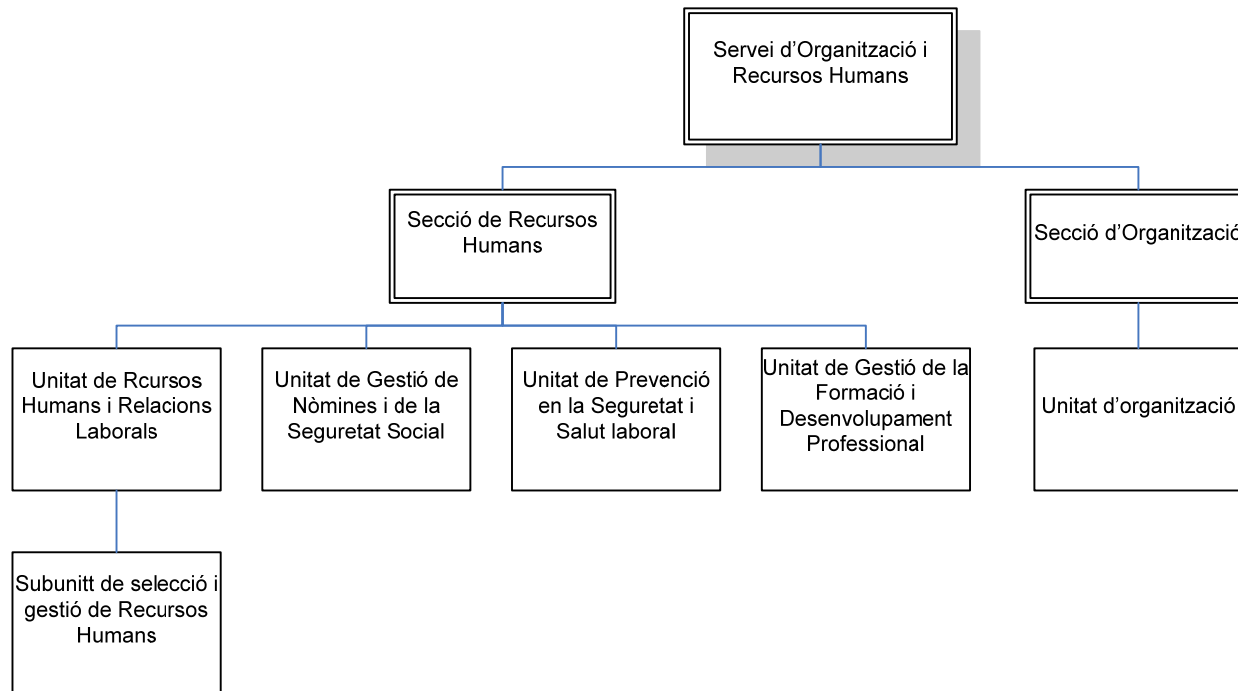 Servei d’Organització i
Recursos Humans
Secció de Recursos
Humans
Secció d’Organització
Unitat de Rcursos
Humans i Relacions
Laborals
Unitat de Gestió de
Nòmines i de la
Seguretat Social
Unitat de Prevenció
en la Seguretat i
Salut laboral
Unitat de Gestió de la
Formació i
Desenvolupament
Professional
Unitat d’organització
Subunitt de selecció i
gestió de Recursos
Humans